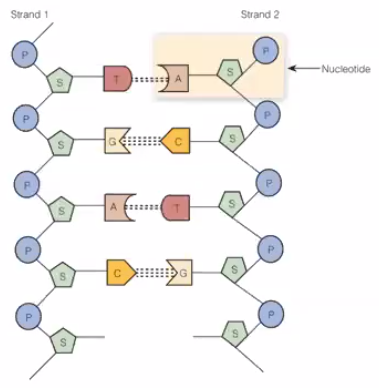 Strand 1 Strand 2
P P
S T A S Nucleotide
P P
S G C S
P P
S A T S
P P
S C G S
P P
S S